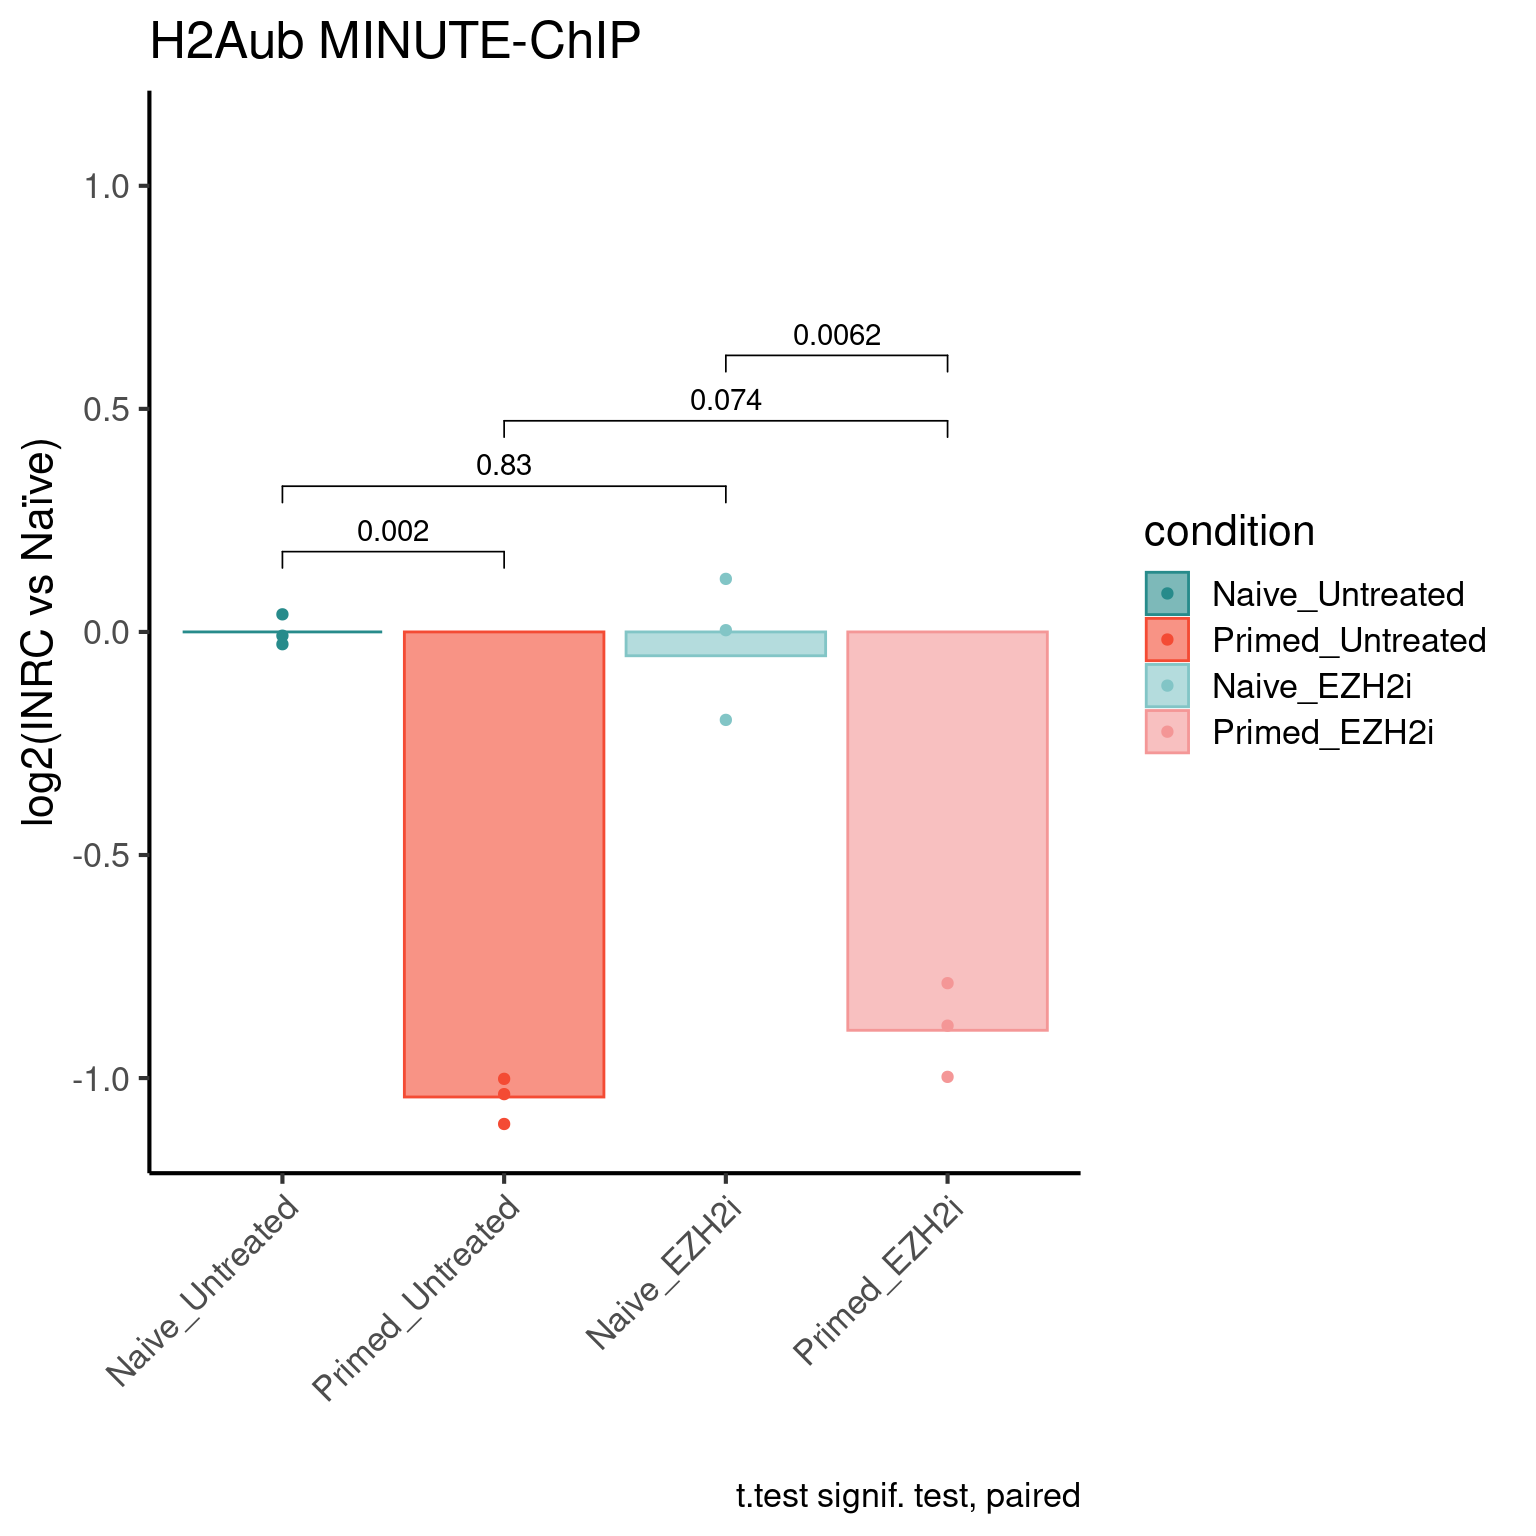 H2Aub MINUTE-ChIP
log2(INRC vs Naïve)
1.0
0.5
0.0
-0.5
-1.0
0.0062
0.074
0.83
0.002
Naive_Untreated
Primed_Untreated
Naive_EZH2i
Primed_EZH2i
condition
Naive_Untreated
Primed_Untreated
Naive_EZH2i
Primed_EZH2i
t.test signif. test, paired